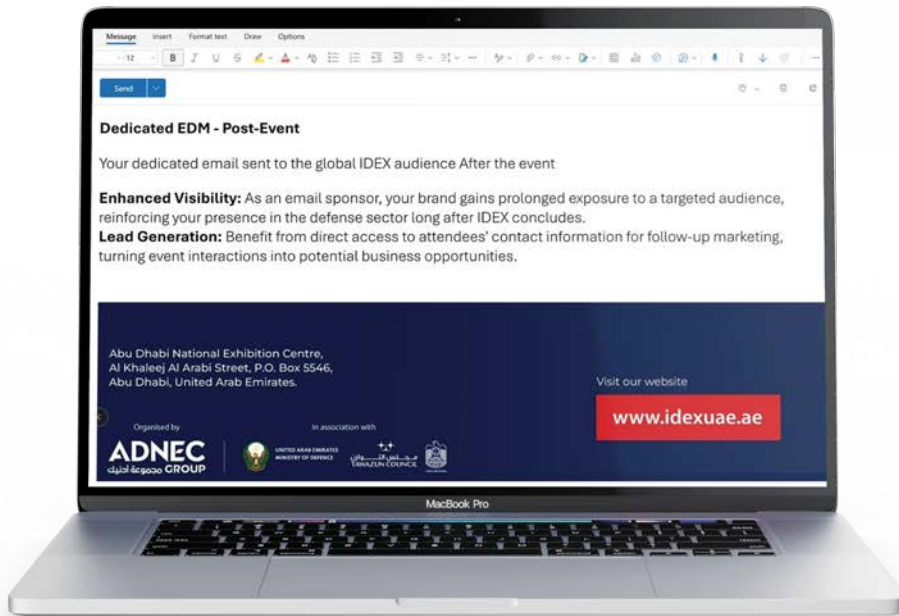 Message Insert Format text Draw Options
12 B I U S
Send
Dedicated EDM - Post-Event
Your dedicated email sent to the global IDEX audience After the event
Enhanced Visibility: As an email sponsor, your brand gains prolonged exposure to a targeted audience,
reinforcing your presence in the defense sector long after IDEX concludes.
Lead Generation: Benefit from direct access to attendees' contact information for follow-up marketing,
turning event interactions into potential business opportunities.
Abu Dhabi National Exhibition Centre,
Al Khaleej Al Arabi Street, P.O. Box 5546,
Abu Dhabi, United Arab Emirates.
Visit our website
www.idexuae.ae
Organised by
In association with
ADNEC
مجموعة أدنيك GROUP
UNITED ARAB EMIRATES
MINISTRY OF DEFENCE
مجلس التوازن
TAWAZUN COUNCIL
MacBook Pro